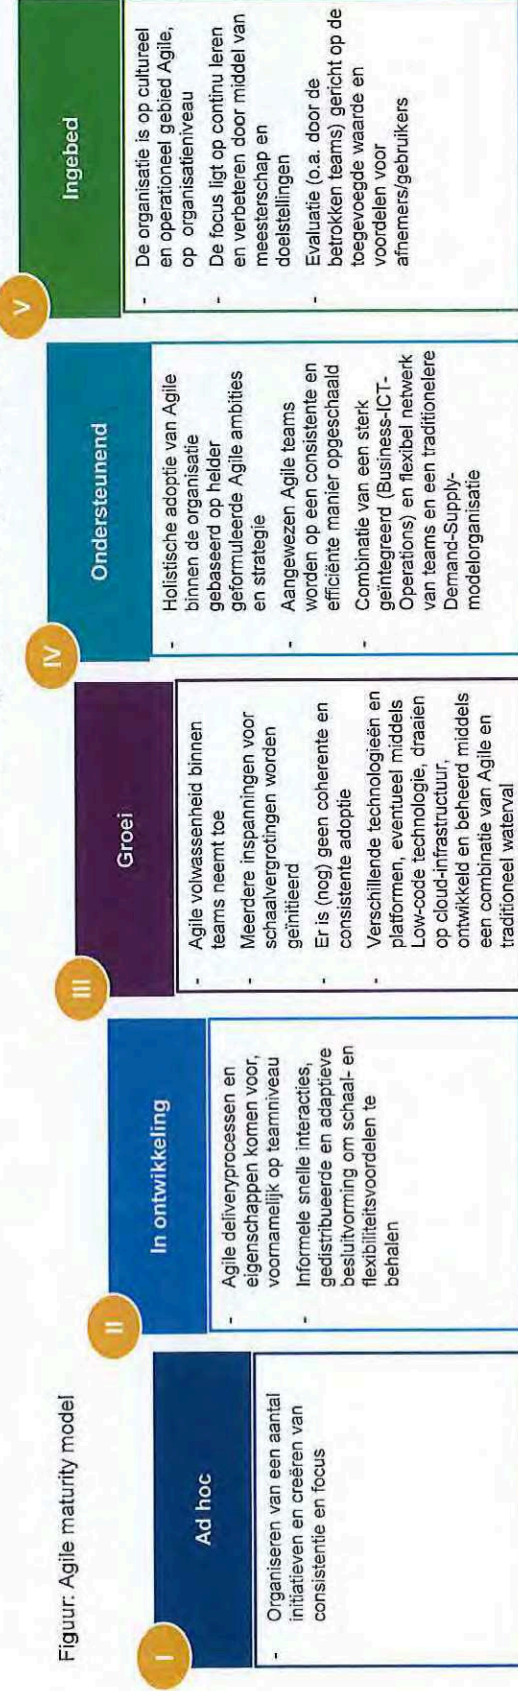 Figuur: Agile maturity model
I
Ad hoc
- Organiseren van een aantal
initiatieven en creëren van
consistentie en focus
II
In ontwikkeling
- Agile deliveryprocessen en
eigenschappen komen voor,
voornamelijk op teamniveau
- Informele snelle interacties,
gedistribueerde en adaptieve
besluitvorming om schaal- en
flexibiliteitsvoordelen te
behalen
III
Groei
- Agile volwassenheid binnen
teams neemt toe
- Meerdere inspanningen voor
schaalvergrotingen worden
geïnitieerd
- Er is (nog) geen coherente en
consistente adoptie
- Verschillende technologieën en
platformen, eventueel middels
Low-code technologie, draaien
op cloud-infrastructuur,
ontwikkeld en beheerd middels
een combinatie van Agile en
traditioneel waterval
IV
Ondersteunend
- Holistische adoptie van Agile
binnen de organisatie
gebaseerd op helder
geformuleerde Agile ambities
en strategie
- Aangewezen Agile teams
worden op een consistente en
efficiënte manier opgeschaald
- Combinatie van een sterk
geïntegreerd (Business-ICT-
Operations) en flexibel netwerk
van teams en een traditionelere
Demand-Supply-
modelorganisatie
V
Ingebed
- De organisatie is op cultureel
en operationeel gebied Agile,
op organisatieniveau
- De focus ligt op continu leren
en verbeteren door middel van
meesterschap en
doelstellingen
- Evaluatie (o.a. door de
betrokken teams) gericht op de
toegevoegde waarde en
voordelen voor
afnemers/gebruikers